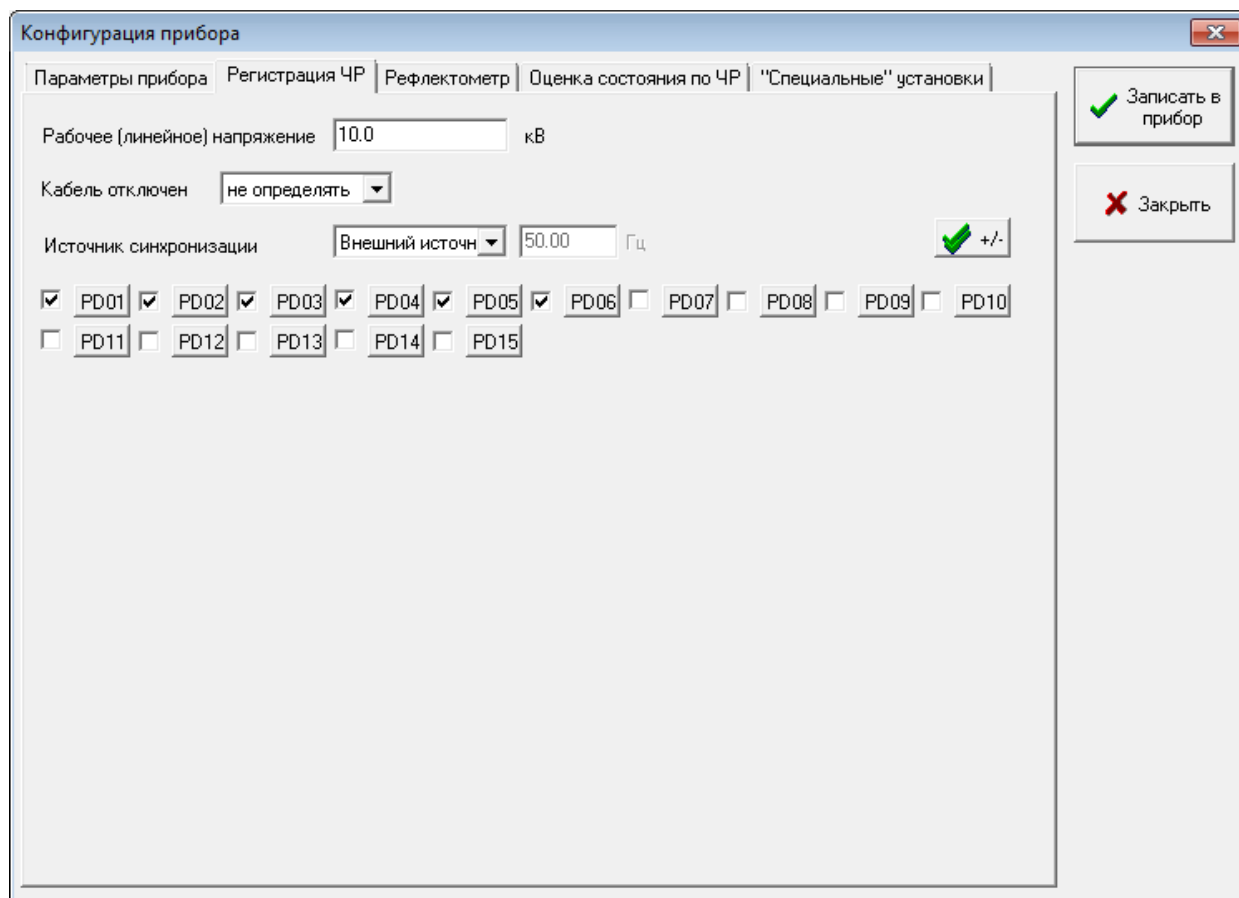 Конфигурация прибора
Параметры прибора Регистрация ЧР Рефлектометр Оценка состояния по ЧР "Специальные" установки
Записать в
прибор
Рабочее (линейное) напряжение 10.0 кВ
Кабель отключен не определять
Закрыть
Источник синхронизации Внешний источн 50.00 Гц +/-
PD01 PD02 PD03 PD04 PD05 PD06 PD07 PD08 PD09 PD10
PD11 PD12 PD13 PD14 PD15